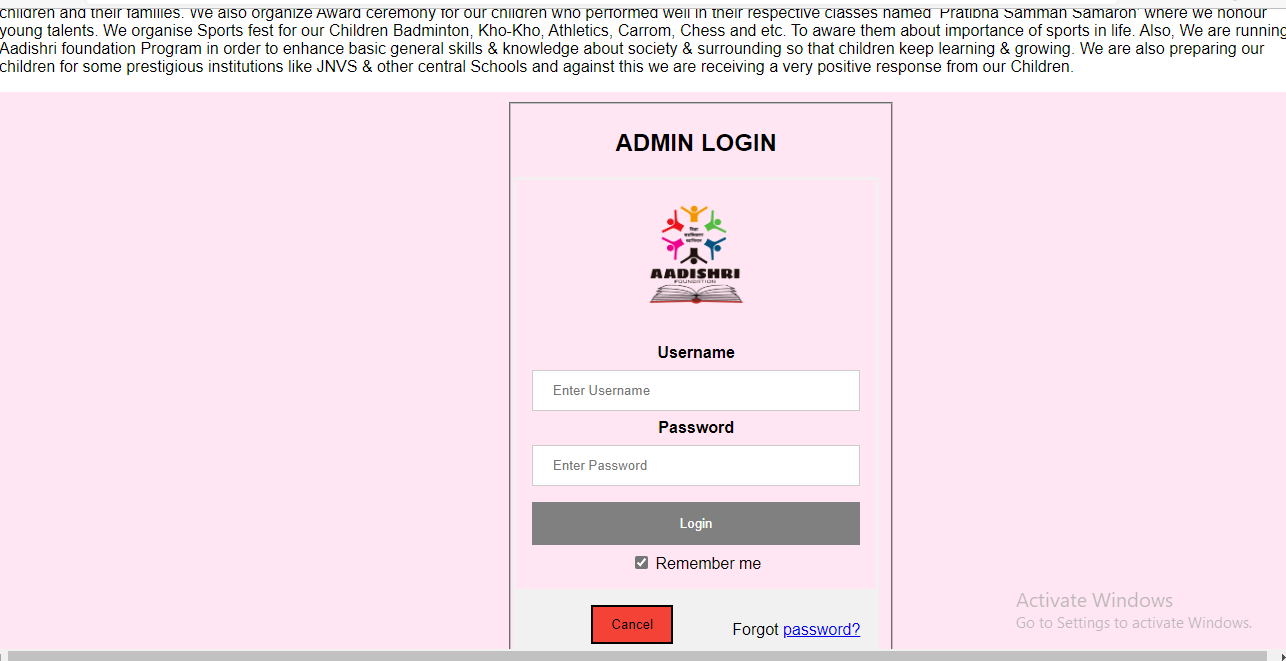 children and their families. We also organize Award ceremony for our children who performed well in their respective classes named 'Pratibha Samman Samaroh' where we honour
young talents. We organise Sports fest for our Children Badminton, Kho-Kho, Athletics, Carrom, Chess and etc. To aware them about importance of sports in life. Also, We are running
Aadishri foundation Program in order to enhance basic general skills & knowledge about society & surrounding so that children keep learning & growing. We are also preparing our
children for some prestigious institutions like JNVS & other central Schools and against this we are receiving a very positive response from our Children.
ADMIN LOGIN
AADISHRI
FOUNDATION
Username
Enter Username
Password
Enter Password
Login
Remember me
Cancel
Forgot password?
Activate Windows
Go to Settings to activate Windows.